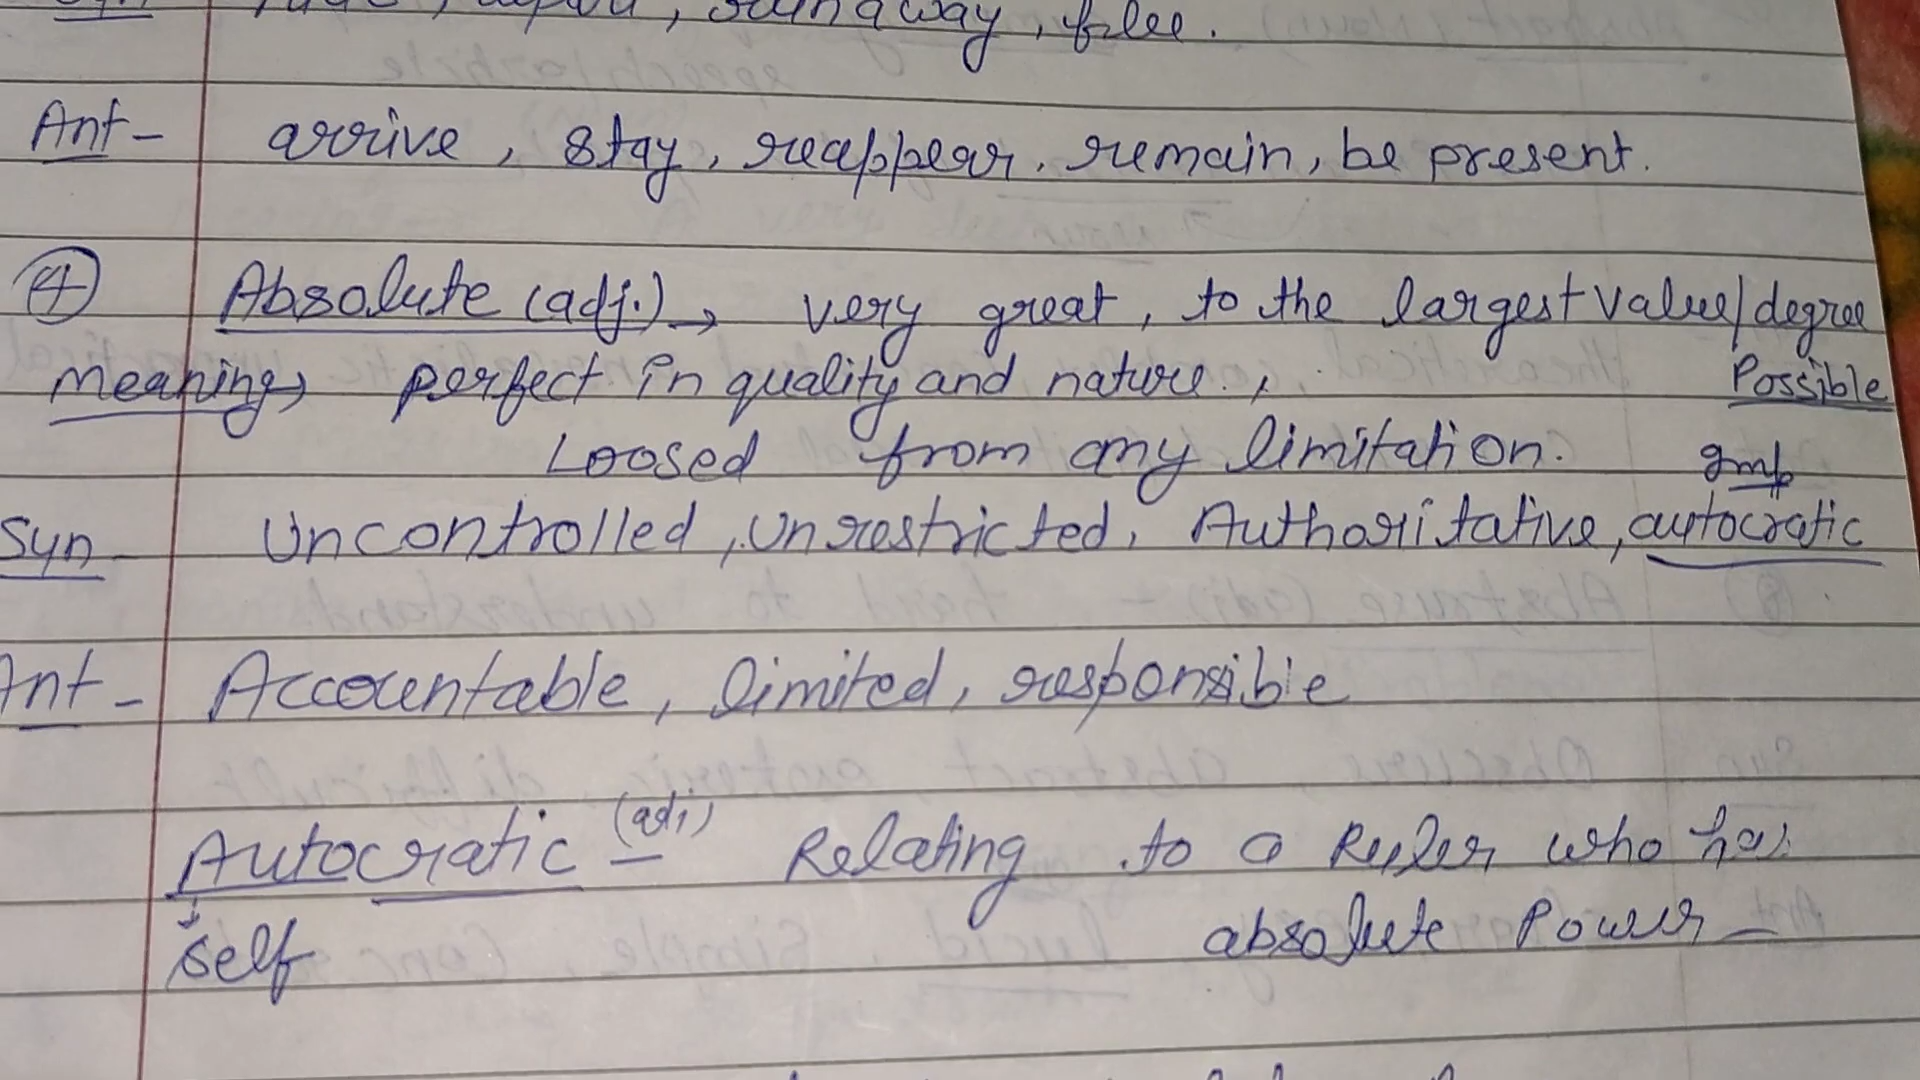 runaway, flee.
Ant - arrive, stay, reappear, remain, be present.
④ Absolute (adj.) → very great, to the largest value/degree
Meaning → perfect in quality and nature. , Possible
Loosed from any limitation. Imp
Syn - Uncontrolled, Unrestricted, Authoritative, autocratic
Ant - Accountable, limited, responsible
Autocratic (adj) - Relating to a Ruler who has
↓
self absolute Power -